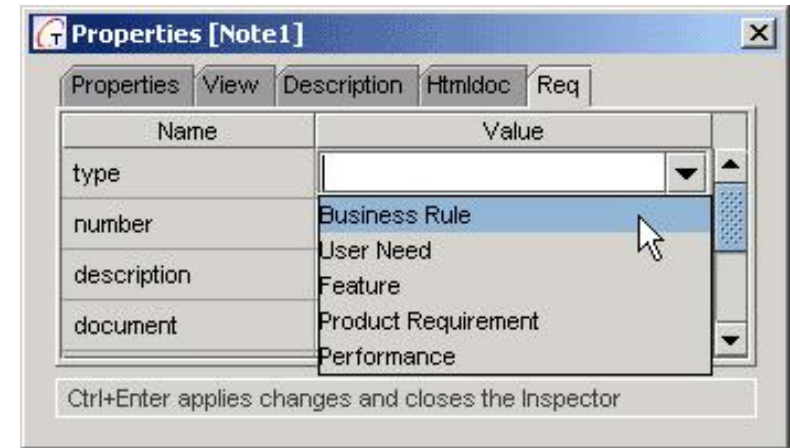 Properties [Note1]
Properties View Description Htmldoc Req
Name Value
type
number
description
document
Business Rule
User Need
Feature
Product Requirement
Performance
Ctrl+Enter applies changes and closes the Inspector